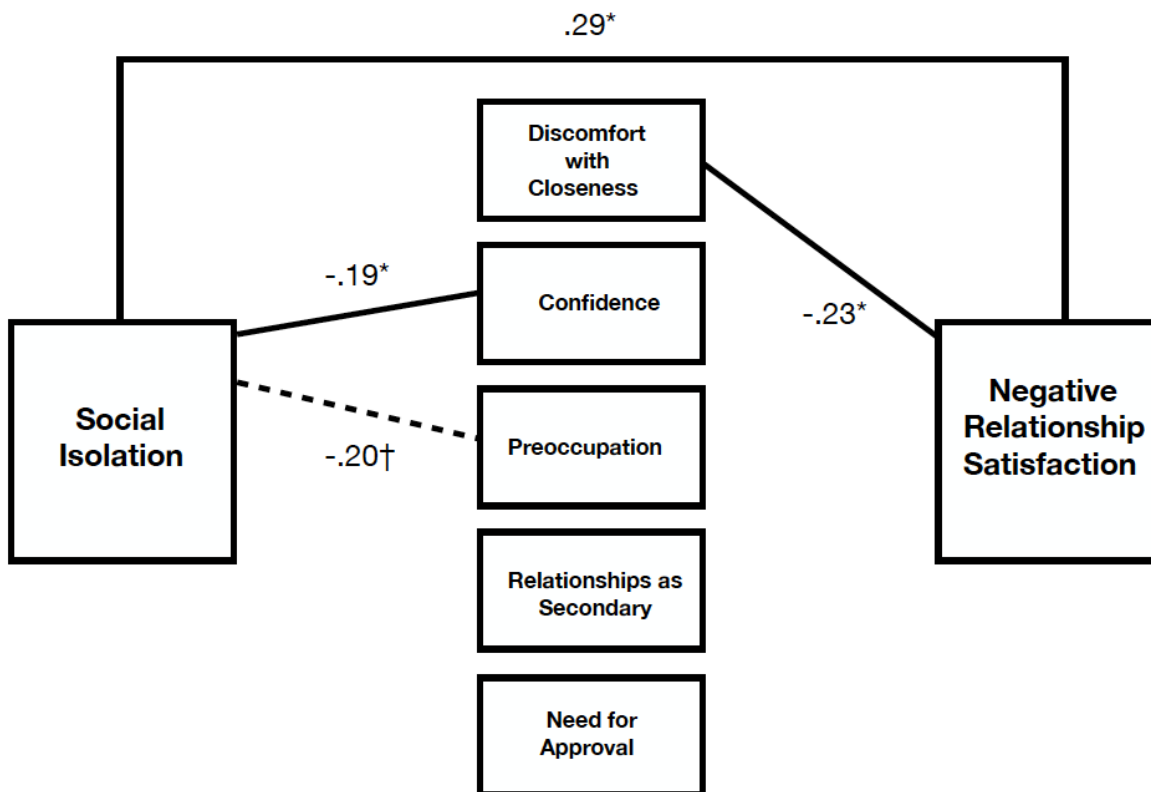 .29*
Discomfort
with
Closeness
-.19*
Confidence
-.23*
Social
Isolation
-.20†
Preoccupation
Negative
Relationship
Satisfaction
Relationships as
Secondary
Need for
Approval